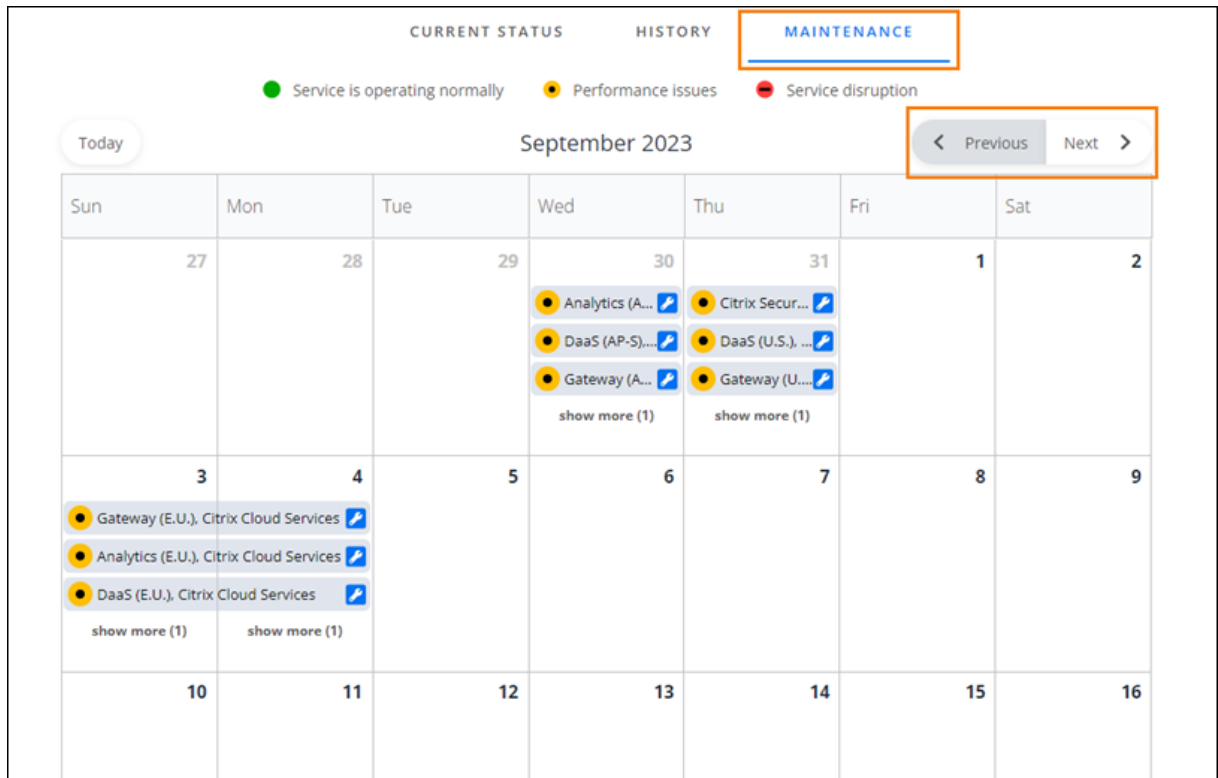 CURRENT STATUS HISTORY MAINTENANCE
Service is operating normally Performance issues Service disruption
Today September 2023 Previous Next
Sun Mon Tue Wed Thu Fri Sat
27 28 29 30 31 1 2
Analytics (A... Citrix Secur...
DaaS (AP-S),... DaaS (U.S.), ...
Gateway (A... Gateway (U....
show more (1) show more (1)
3 4 5 6 7 8 9
Gateway (E.U.), Citrix Cloud Services
Analytics (E.U.), Citrix Cloud Services
DaaS (E.U.), Citrix Cloud Services
show more (1) show more (1)
10 11 12 13 14 15 16